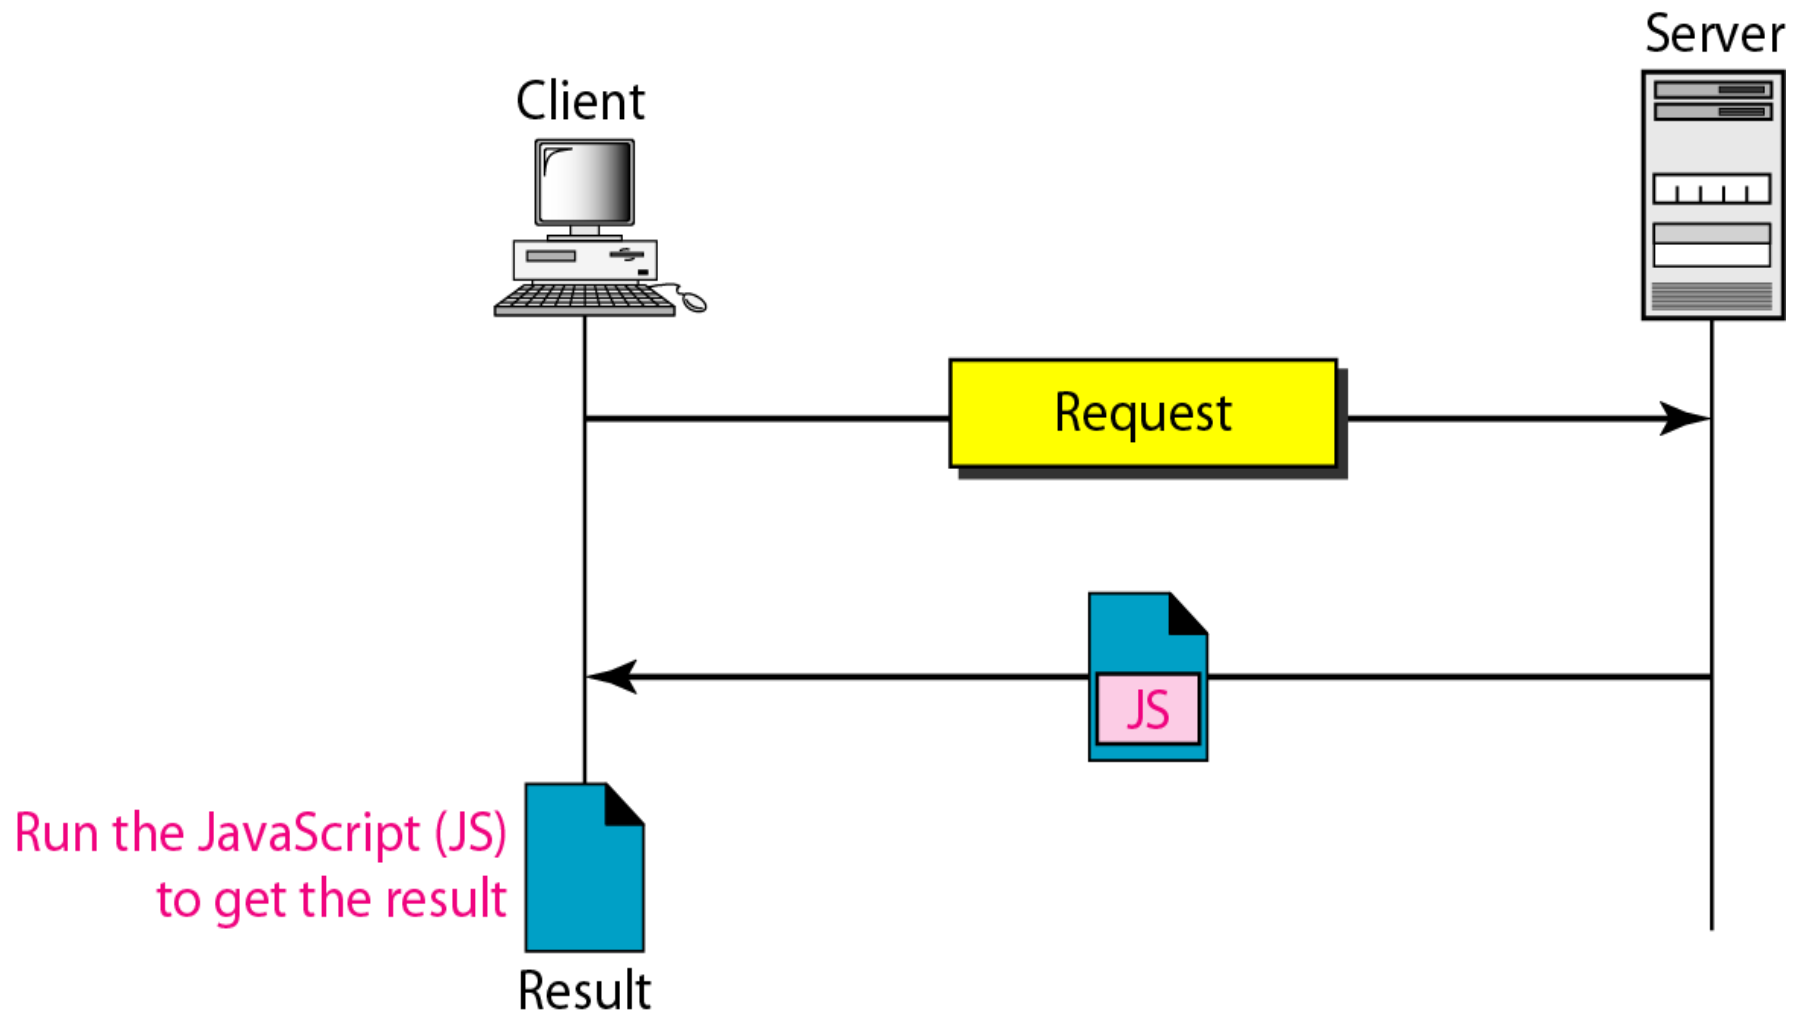 Server
Client
Request
JS
Run the JavaScript (JS)
to get the result
Result